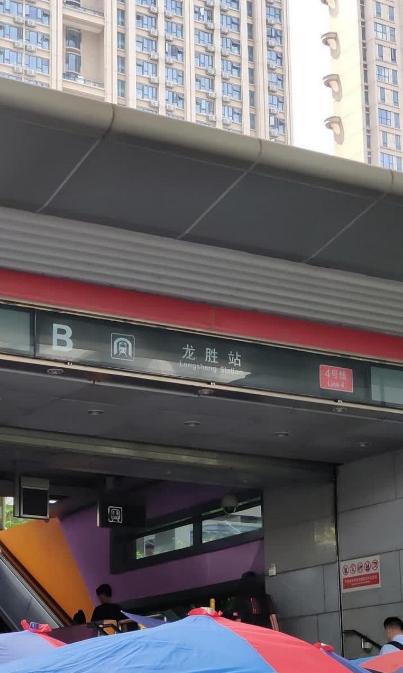 B
龙胜站
Longsheng Station
4号线
Line 4